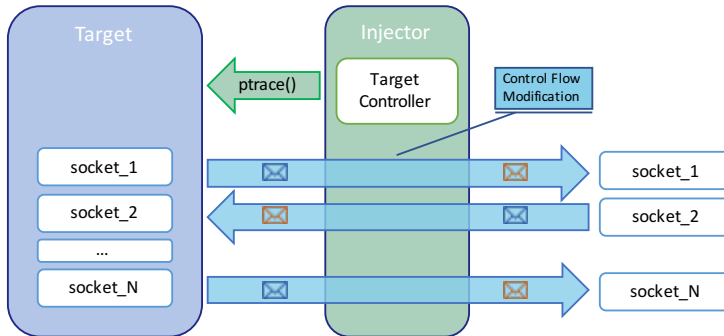 Target
Injector
ptrace()
Target
Controller
Control Flow
Modification
socket_1
socket_1
socket_2
socket_2
...
socket_N
socket_N